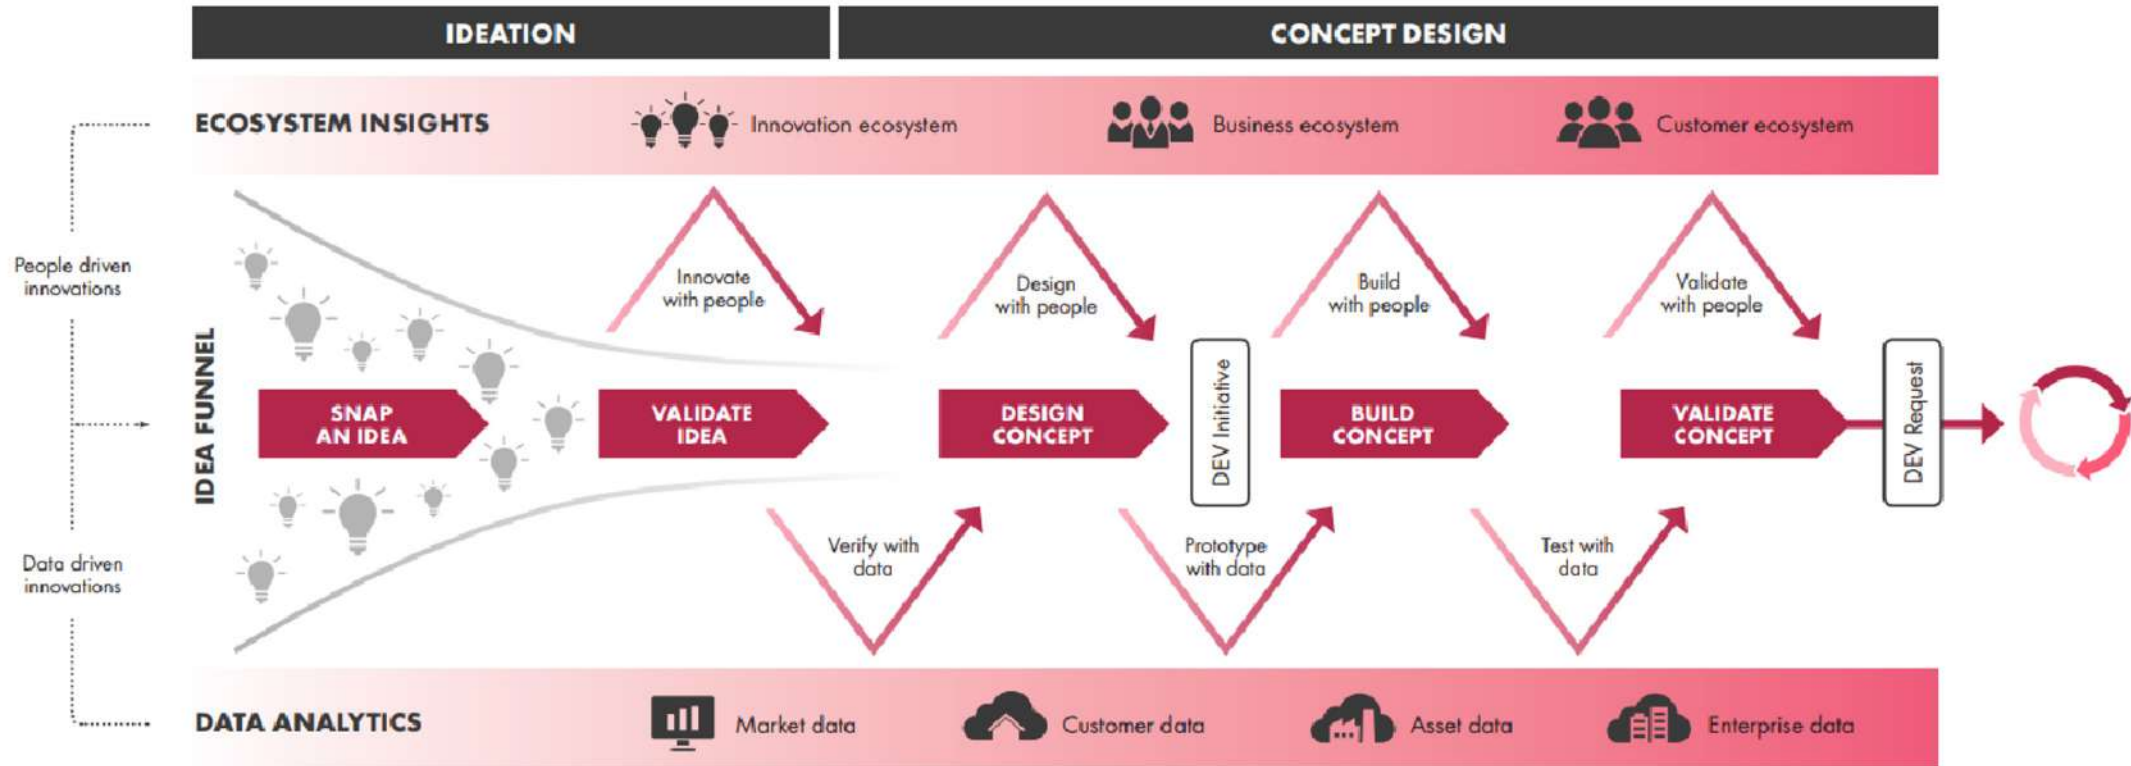 IDEATION
CONCEPT DESIGN
ECOSYSTEM INSIGHTS
Innovation ecosystem
Business ecosystem
Customer ecosystem
People driven
innovations
Data driven
innovations
IDEA FUNNEL
Innovate
with people
Design
with people
Build
with people
Validate
with people
SNAP
AN IDEA
VALIDATE
IDEA
DESIGN
CONCEPT
DEV Initiative
BUILD
CONCEPT
VALIDATE
CONCEPT
DEV Request
Verify with
data
Prototype
with data
Test with
data
DATA ANALYTICS
Market data
Customer data
Asset data
Enterprise data